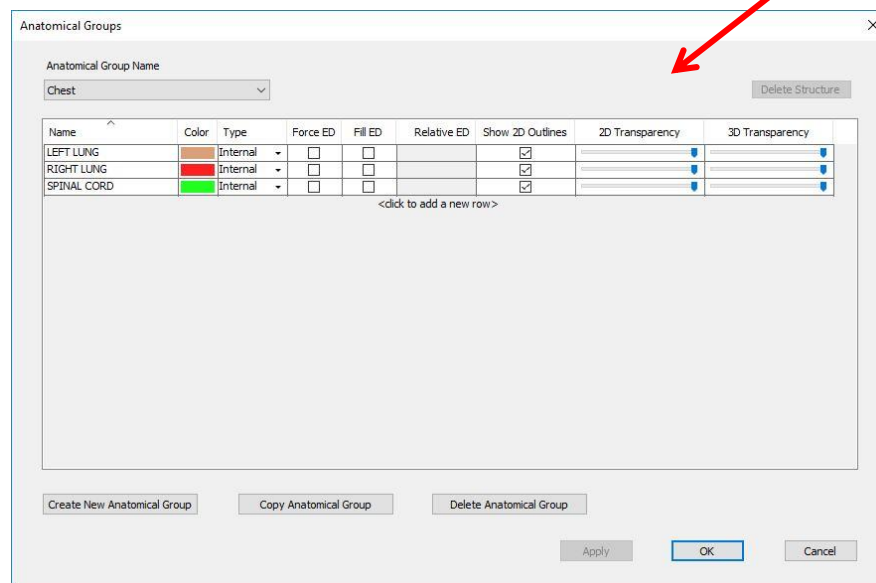 Anatomical Groups
Anatomical Group Name
Chest
Delete Structure
Name Color Type Force ED Fill ED Relative ED Show 2D Outlines 2D Transparency 3D Transparency
LEFT LUNG Internal
RIGHT LUNG Internal
SPINAL CORD Internal
<click to add a new row>
Create New Anatomical Group Copy Anatomical Group Delete Anatomical Group
Apply OK Cancel